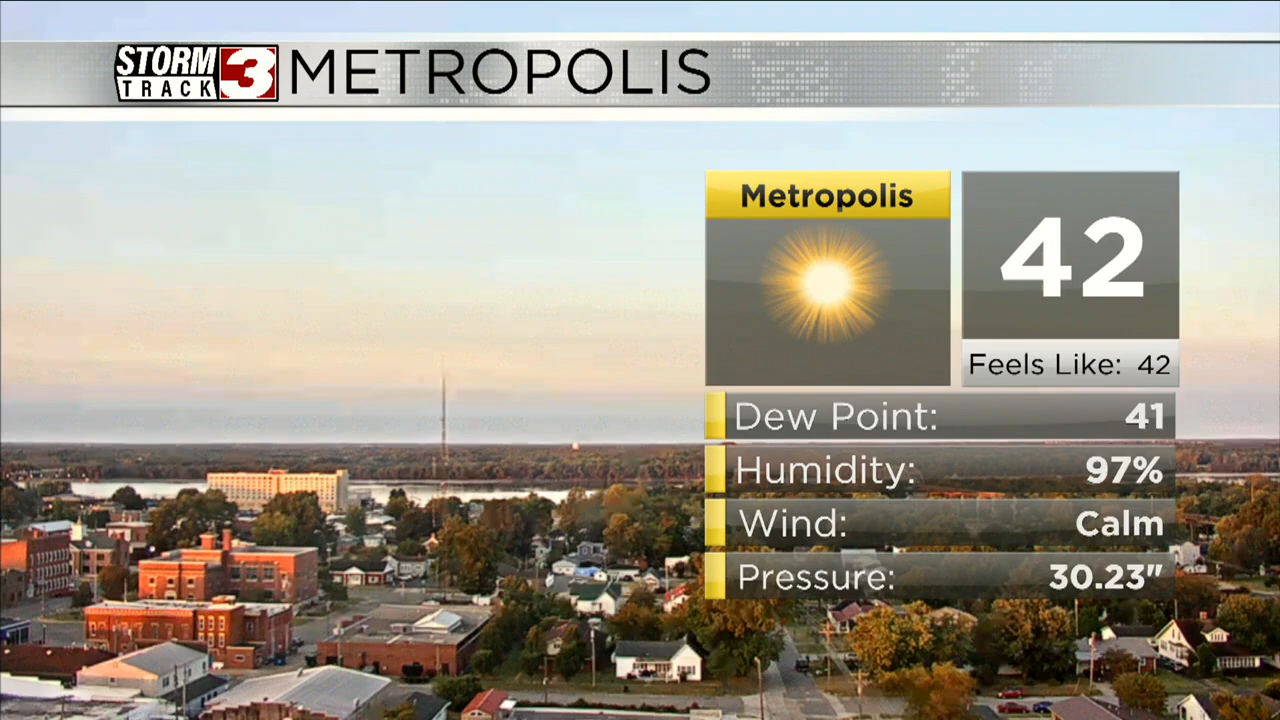 STORM TRACK 3 METROPOLIS
Metropolis
42
Feels Like: 42
Dew Point: 41
Humidity: 97%
Wind: Calm
Pressure: 30.23"